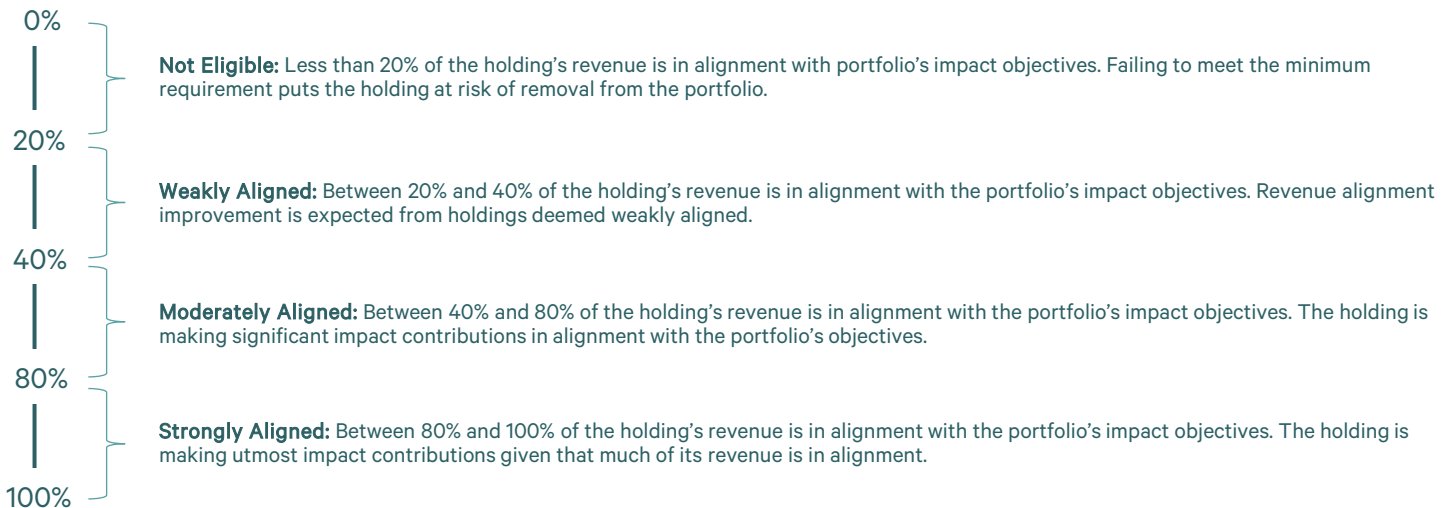 0%
Not Eligible: Less than 20% of the holding’s revenue is in alignment with portfolio’s impact objectives. Failing to meet the minimum
requirement puts the holding at risk of removal from the portfolio.
20%
Weakly Aligned: Between 20% and 40% of the holding’s revenue is in alignment with the portfolio’s impact objectives. Revenue alignment
improvement is expected from holdings deemed weakly aligned.
40%
Moderately Aligned: Between 40% and 80% of the holding’s revenue is in alignment with the portfolio’s impact objectives. The holding is
making significant impact contributions in alignment with the portfolio’s objectives.
80%
Strongly Aligned: Between 80% and 100% of the holding’s revenue is in alignment with the portfolio’s impact objectives. The holding is
making utmost impact contributions given that much of its revenue is in alignment.
100%